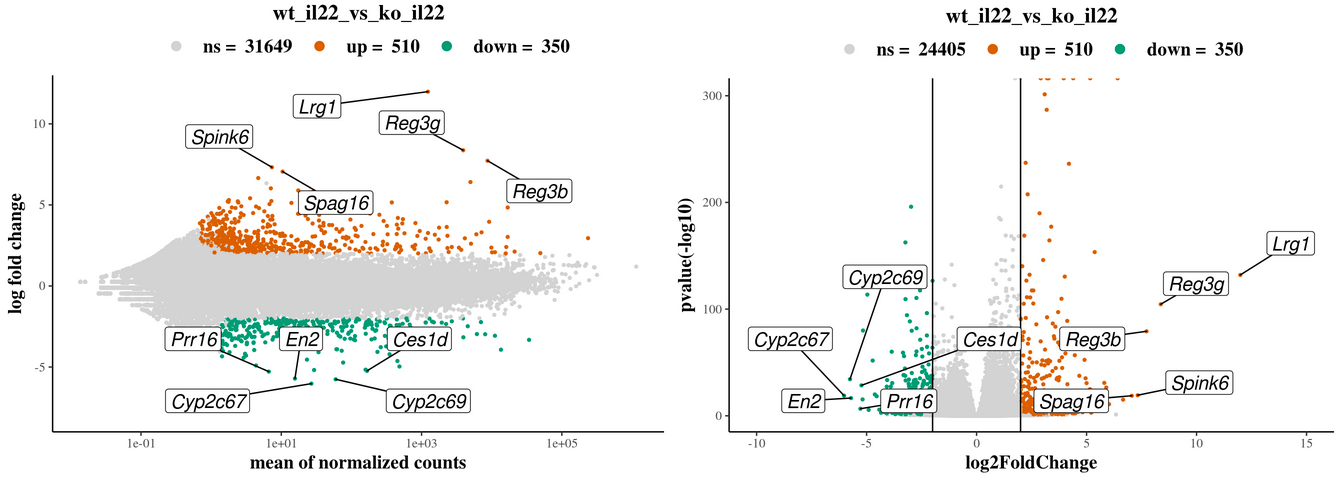 wt_il22_vs_ko_il22
ns = 31649 up = 510 down = 350
log fold change
10
5
0
-5
Lrg1
Reg3g
Spink6
Reg3b
Spag16
Prr16
En2
Ces1d
Cyp2c67
Cyp2c69
1e-01 1e+01 1e+03 1e+05
mean of normalized counts
wt_il22_vs_ko_il22
ns = 24405 up = 510 down = 350
pvalue(-log10)
300
200
100
0
Lrg1
Cyp2c69
Reg3g
Cyp2c67
Ces1d
Reg3b
Spink6
En2
Prr16
Spag16
-10 -5 0 5 10 15
log2FoldChange